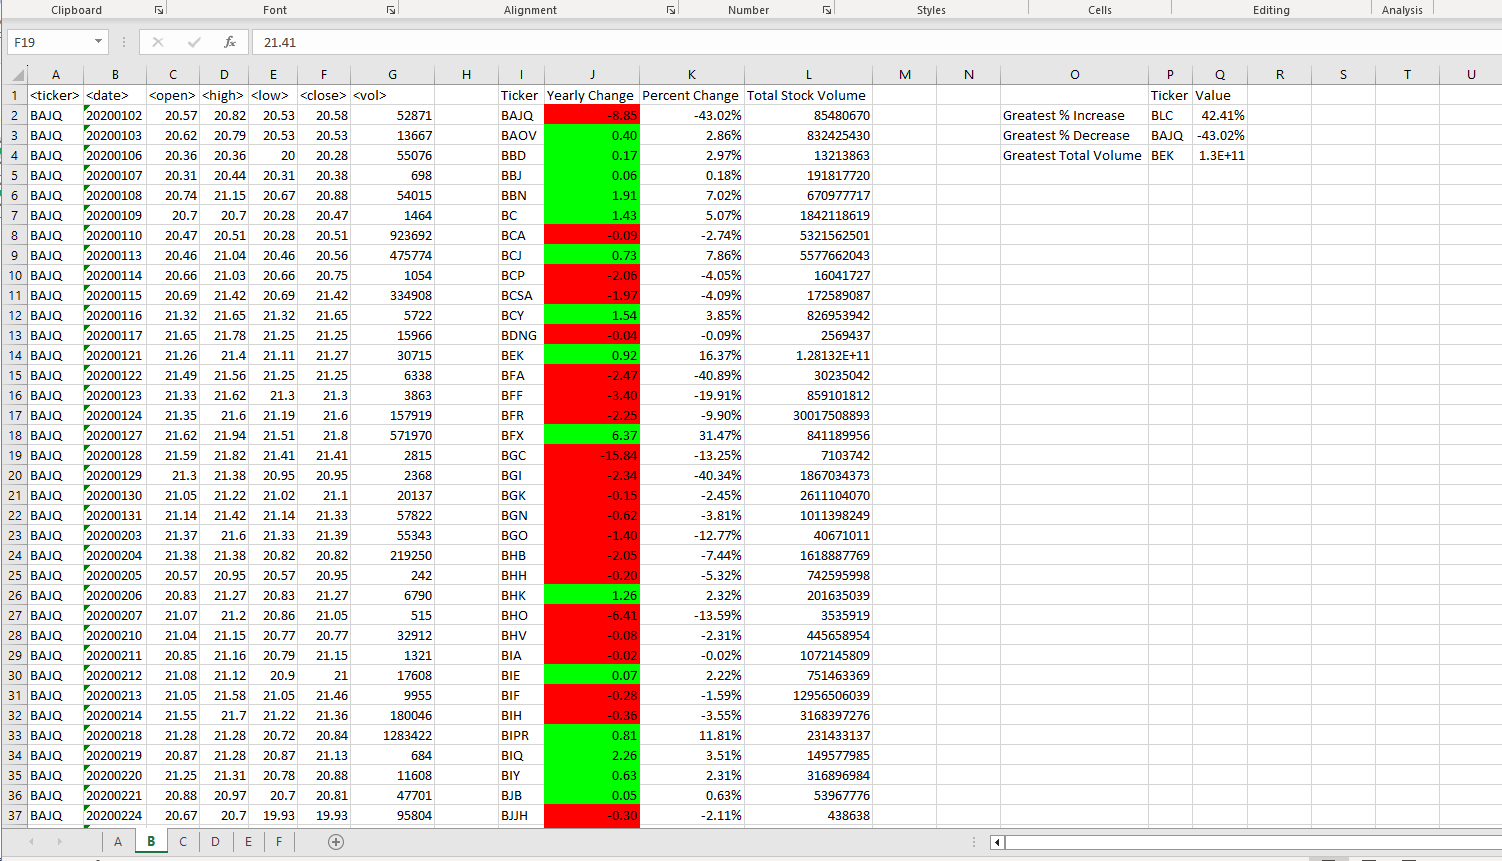 Clipboard Font Alignment Number Styles Cells Editing Analysis
F19 fx 21.41
A B C D E F G H I J K L M N O P Q R S T U
1 <ticker> <date> <open> <high> <low> <close> <vol> Ticker Yearly Change Percent Change Total Stock Volume Ticker Value
2 BAJQ 20200102 20.57 20.82 20.53 20.58 52871 BAJQ -8.85 -43.02% 85480670 Greatest % Increase BLC 42.41%
3 BAJQ 20200103 20.62 20.79 20.53 20.53 13667 BAOV 0.40 2.86% 832425430 Greatest % Decrease BAJQ -43.02%
4 BAJQ 20200106 20.36 20.36 20 20.28 55076 BBD 0.17 2.97% 13213863 Greatest Total Volume BEK 1.3E+11
5 BAJQ 20200107 20.31 20.44 20.31 20.38 698 BBJ 0.06 0.18% 191817720
6 BAJQ 20200108 20.74 21.15 20.67 20.88 54015 BBN 1.91 7.02% 670977717
7 BAJQ 20200109 20.7 20.7 20.28 20.47 1464 BC 1.43 5.07% 1842118619
8 BAJQ 20200110 20.47 20.51 20.28 20.51 923692 BCA -0.09 -2.74% 5321562501
9 BAJQ 20200113 20.46 21.04 20.46 20.56 475774 BCJ 0.73 7.86% 5577662043
10 BAJQ 20200114 20.66 21.03 20.66 20.75 1054 BCP -2.06 -4.05% 16041727
11 BAJQ 20200115 20.69 21.42 20.69 21.42 334908 BCSA -1.97 -4.09% 172589087
12 BAJQ 20200116 21.32 21.65 21.32 21.65 5722 BCY 1.54 3.85% 826953942
13 BAJQ 20200117 21.65 21.78 21.25 21.25 15966 BDNG -0.04 -0.09% 2569437
14 BAJQ 20200121 21.26 21.4 21.11 21.27 30715 BEK 0.92 16.37% 1.28132E+11
15 BAJQ 20200122 21.49 21.56 21.25 21.25 6338 BFA -2.47 -40.89% 30235042
16 BAJQ 20200123 21.33 21.62 21.3 21.3 3863 BFF -3.40 -19.91% 859101812
17 BAJQ 20200124 21.35 21.6 21.19 21.6 157919 BFR -2.25 -9.90% 30017508893
18 BAJQ 20200127 21.62 21.94 21.51 21.8 571970 BFX 6.37 31.47% 841189956
19 BAJQ 20200128 21.59 21.82 21.41 21.41 2815 BGC -15.84 -13.25% 7103742
20 BAJQ 20200129 21.3 21.38 20.95 20.95 2368 BGI -2.34 -40.34% 1867034373
21 BAJQ 20200130 21.05 21.22 21.02 21.1 20137 BGK -0.15 -2.45% 2611104070
22 BAJQ 20200131 21.14 21.42 21.14 21.33 57822 BGN -0.62 -3.81% 1011398249
23 BAJQ 20200203 21.37 21.6 21.33 21.39 55343 BGO -1.40 -12.77% 40671011
24 BAJQ 20200204 21.38 21.38 20.82 20.82 219250 BHB -2.05 -7.44% 1618887769
25 BAJQ 20200205 20.57 20.95 20.57 20.95 242 BHH -0.20 -5.32% 742595998
26 BAJQ 20200206 20.83 21.27 20.83 21.27 6790 BHK 1.26 2.32% 201635039
27 BAJQ 20200207 21.07 21.2 20.86 21.05 515 BHO -6.41 -13.59% 3535919
28 BAJQ 20200210 21.04 21.15 20.77 20.77 32912 BHV -0.08 -2.31% 445658954
29 BAJQ 20200211 20.85 21.16 20.79 21.15 1321 BIA -0.02 -0.02% 1072145809
30 BAJQ 20200212 21.08 21.12 20.9 21 17608 BIE 0.07 2.22% 751463369
31 BAJQ 20200213 21.05 21.58 21.05 21.46 9955 BIF -0.28 -1.59% 12956506039
32 BAJQ 20200214 21.55 21.7 21.22 21.36 180046 BIH -0.36 -3.55% 3168397276
33 BAJQ 20200218 21.28 21.28 20.72 20.84 1283422 BIPR 0.81 11.81% 231433137
34 BAJQ 20200219 20.87 21.28 20.87 21.13 684 BIQ 2.26 3.51% 149577985
35 BAJQ 20200220 21.25 21.31 20.78 20.88 11608 BIY 0.63 2.31% 316896984
36 BAJQ 20200221 20.88 20.97 20.7 20.81 47701 BJB 0.05 0.63% 53967776
37 BAJQ 20200224 20.67 20.7 19.93 19.93 95804 BJJH -0.30 -2.11% 438638
A B C D E F